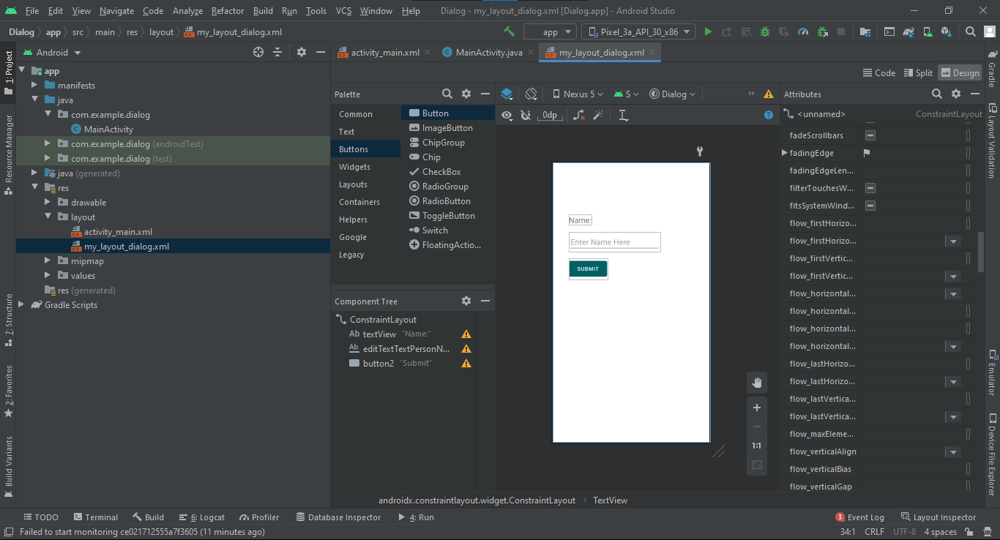 File Edit View Navigate Code Analyze Refactor Build Run Tools VCS Window Help Dialog - my_layout_dialog.xml [Dialog.app] - Android Studio
Dialog app src main res layout my_layout_dialog.xml app Pixel_3a_API_30_x86
1: Project
Resource Manager
7: Structure
2: Favorites
Build Variants
Android
app
manifests
java
com.example.dialog
MainActivity
com.example.dialog (androidTest)
com.example.dialog (test)
java (generated)
res
drawable
layout
activity_main.xml
my_layout_dialog.xml
mipmap
values
res (generated)
Gradle Scripts
activity_main.xml MainActivity.java my_layout_dialog.xml
Code Split Design
Palette
Common
Text
Buttons
Widgets
Layouts
Containers
Helpers
Google
Legacy
Button
ImageButton
ChipGroup
Chip
CheckBox
RadioGroup
RadioButton
ToggleButton
Switch
FloatingActio...
Component Tree
ConstraintLayout
Ab textView "Name:"
Ab editTextTextPersonN...
button2 "Submit"
Nexus 5 S Dialog »
0dp ?
Name:
Enter Name Here
SUBMIT
1:1
Attributes
<unnamed> ConstraintLayout
fadeScrollbars
fadingEdge
fadingEdgeLen...
filterTouchesW...
fitsSystemWind...
flow_firstHorizo...
flow_firstHorizo...
flow_firstVertic...
flow_firstVertic...
flow_horizontal...
flow_horizontal...
flow_horizontal...
flow_horizontal...
flow_lastHorizo...
flow_lastHorizo...
flow_lastVertica...
flow_lastVertica...
flow_maxEleme...
flow_verticalAlign
flow_verticalBias
flow_verticalGap
Gradle
Layout Validation
Emulator
Device File Explorer
androidx.constraintlayout.widget.ConstraintLayout TextView
TODO Terminal Build 6: Logcat Profiler Database Inspector 4: Run 3 Event Log Layout Inspector
Failed to start monitoring ce021712555a7f3605 (11 minutes ago) 34:1 CRLF UTF-8 4 spaces